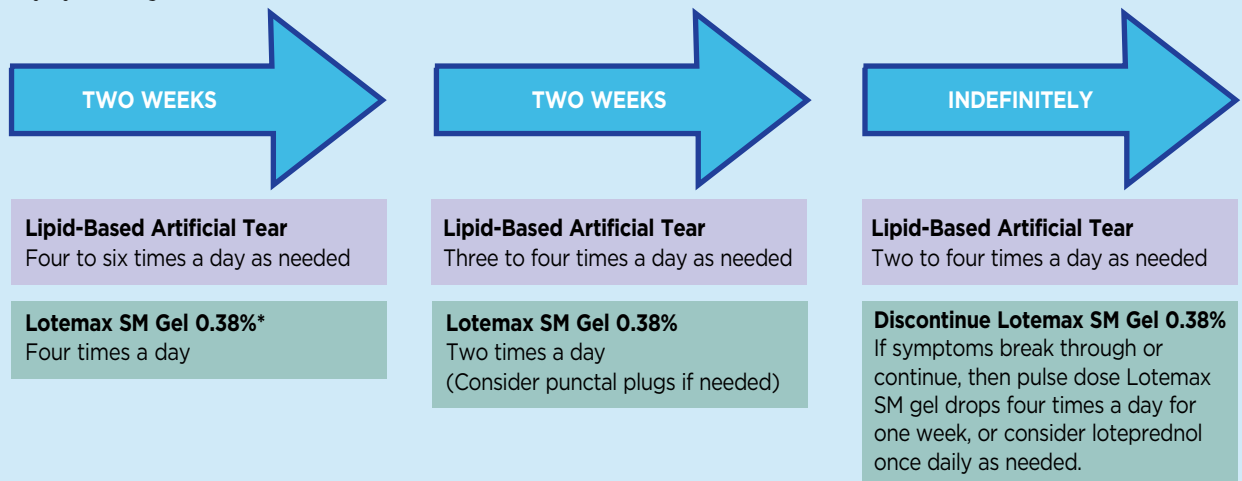 TWO WEEKS
TWO WEEKS
INDEFINITELY
Lipid-Based Artificial Tear
Four to six times a day as needed
Lipid-Based Artificial Tear
Three to four times a day as needed
Lipid-Based Artificial Tear
Two to four times a day as needed
Lotemax SM Gel 0.38%*
Four times a day
Lotemax SM Gel 0.38%
Two times a day
(Consider punctal plugs if needed)
Discontinue Lotemax SM Gel 0.38%
If symptoms break through or
continue, then pulse dose Lotemax
SM gel drops four times a day for
one week, or consider loteprednol
once daily as needed.